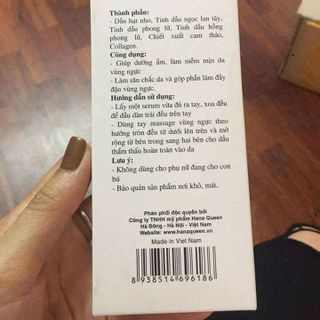 Thành phần:
- Dầu hạt nho, Tinh dầu ngọc lan tây,
Tinh dầu phong lữ, Tinh dầu hồng
phong lữ, Chiết xuất cam thảo,
Collagen.
Công dụng:
- Giúp dưỡng ẩm, làm mềm mịn da
vùng ngực
- Làm săn chắc da và góp phần làm đầy
đặn vùng ngực.
Hướng dẫn sử dụng:
- Lấy một serum vừa đủ ra tay, xoa đều
để dầu dàn trải đều trên tay
- Dùng tay massage vùng ngực theo
hướng tròn đều từ dưới lên trên và mở
rộng từ bên trong sang hai bên cho dầu
thẩm thấu hoàn toàn vào da
Lưu ý:
- Không dùng cho phụ nữ đang cho con
bú
- Bảo quản sản phẩm nơi khô, mát.
Phân phối độc quyền bởi
Công ty TNHH mỹ phẩm Hana Queen
Hà Đông - Hà Nội - Việt Nam
Website: www.hanaqueen.com
Made in Viet Nam
8 938514 696186